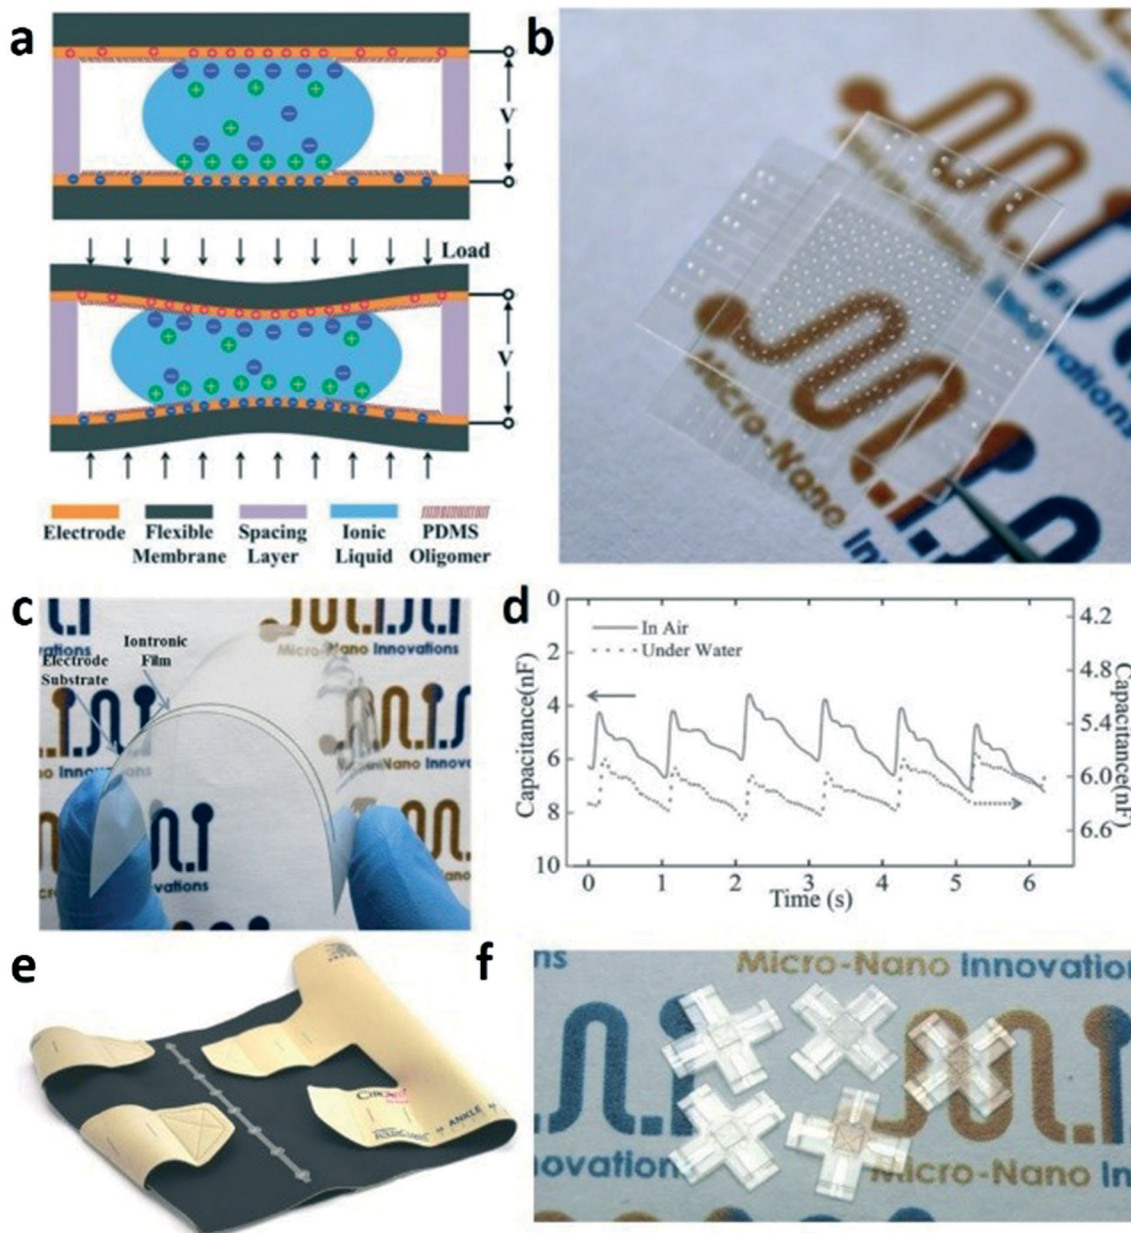 a
V
Load
V
Electrode
Flexible
Membrane
Spacing
Layer
Ionic
Liquid
PDMS
Oligomer
b
Micro-Nano
Innovations
c
Iontronic
Film
Electrode
Substrate
Micro-Nano Innovations
Innovations
Innovations
d
In Air
Under Water
0
2
4
6
8
10
Capacitance(nF)
4.2
4.8
5.4
6.0
6.6
Capacitance(nF)
0
1
2
3
4
5
6
Time (s)
e
ANKLE
f
Micro-Nano Innovation
Micro-Nano Inno